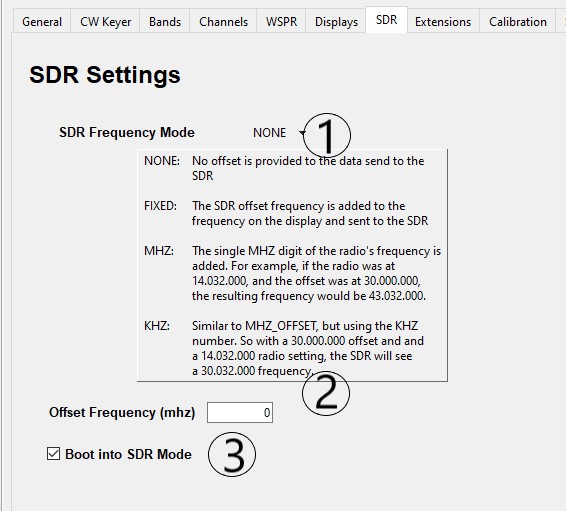 General CW Keyer Bands Channels WSPR Displays SDR Extensions Calibration
SDR Settings
SDR Frequency Mode NONE 1
NONE: No offset is provided to the data send to the
SDR
FIXED: The SDR offset frequency is added to the
frequency on the display and sent to the SDR
MHZ: The single MHZ digit of the radio's frequency is
added. For example, if the radio was at
14.032.000, and the offset was at 30.000.000,
the resulting frequency would be 43.032.000.
KHZ: Similar to MHZ_OFFSET, but using the KHZ
number. So with a 30.000.000 offset and and
a 14.032.000 radio setting, the SDR will see
a 30.032.000 frequency.
2
Offset Frequency (mhz) 0
Boot into SDR Mode 3